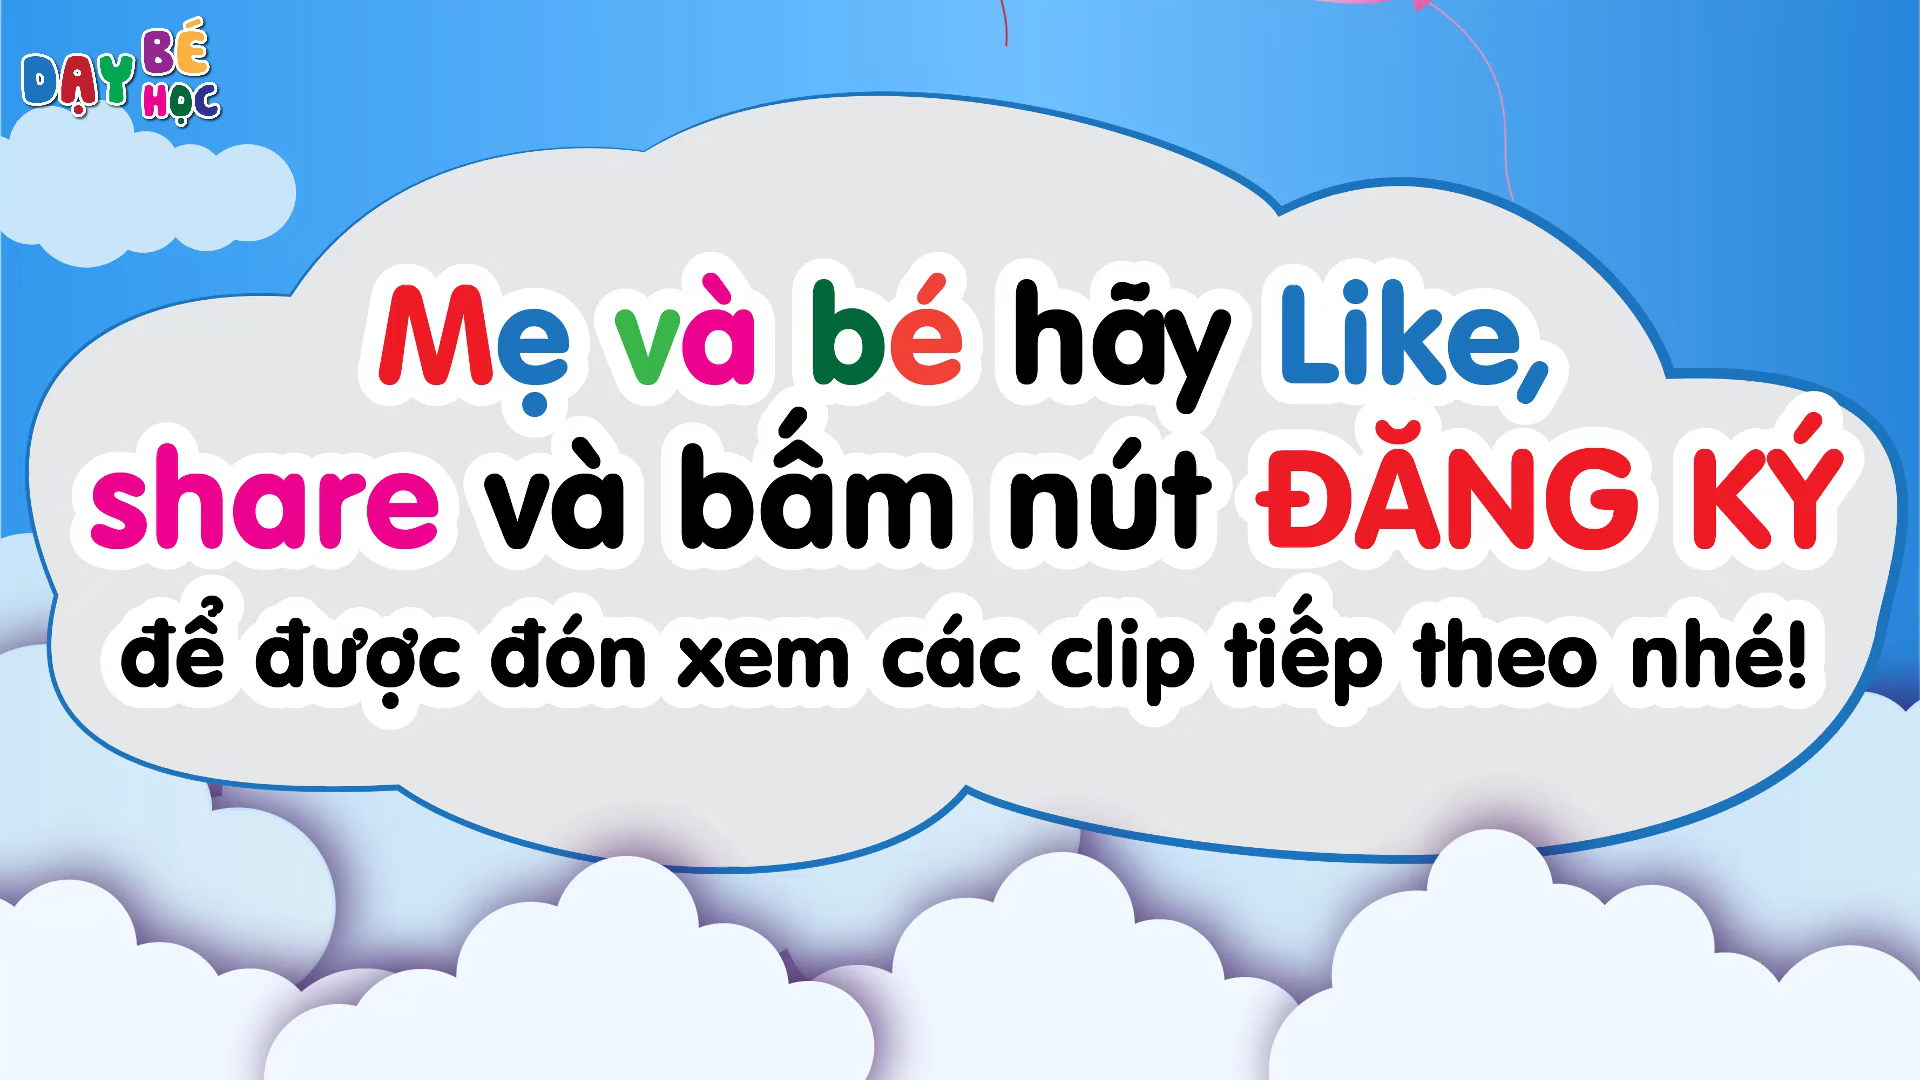 DẠY BÉ HỌC
Mẹ và bé hãy Like,
share và bấm nút ĐĂNG KÝ
để được đón xem các clip tiếp theo nhé!